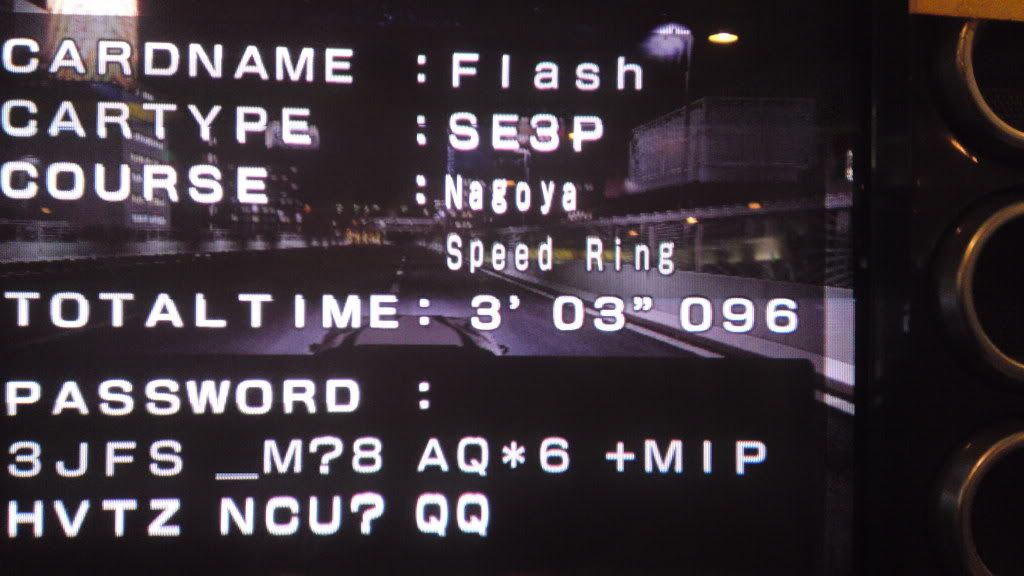 CARDNAME : Flash
CARTYPE : SE3P
COURSE : Nagoya
Speed Ring
TOTALTIME: 3' 03" 096
PASSWORD :
3JFS _M?8 AQ*6 +MIP
HVTZ NCU? QQ